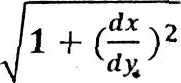 √(1 + (dx/dy)²)